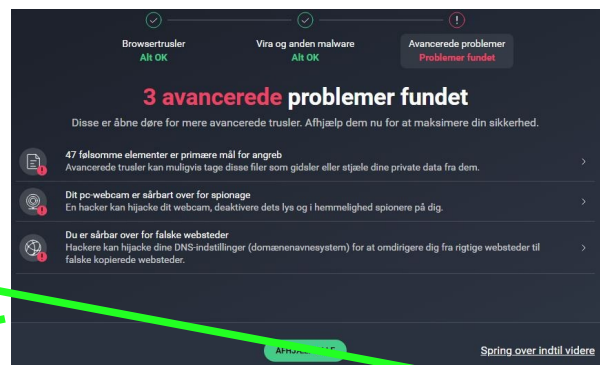 Browsertrusler
Alt OK
Vira og anden malware
Alt OK
Avancerede problemer
Problemer fundet
3 avancerede problemer fundet
Disse er åbne døre for mere avancerede trusler. Afhjælp dem nu for at maksimere din sikkerhed.
47 følsomme elementer er primære mål for angreb
Avancerede trusler kan muligvis tage disse filer som gidsler eller stjæle dine private data fra dem.
Dit pc-webcam er sårbart over for spionage
En hacker kan hijacke dit webcam, deaktivere dets lys og i hemmelighed spionere på dig.
Du er sårbar over for falske websteder
Hackere kan hijacke dine DNS-indstillinger (domænenavnesystem) for at omdirigere dig fra rigtige websteder til
falske kopierede websteder.
Spring over indtil videre